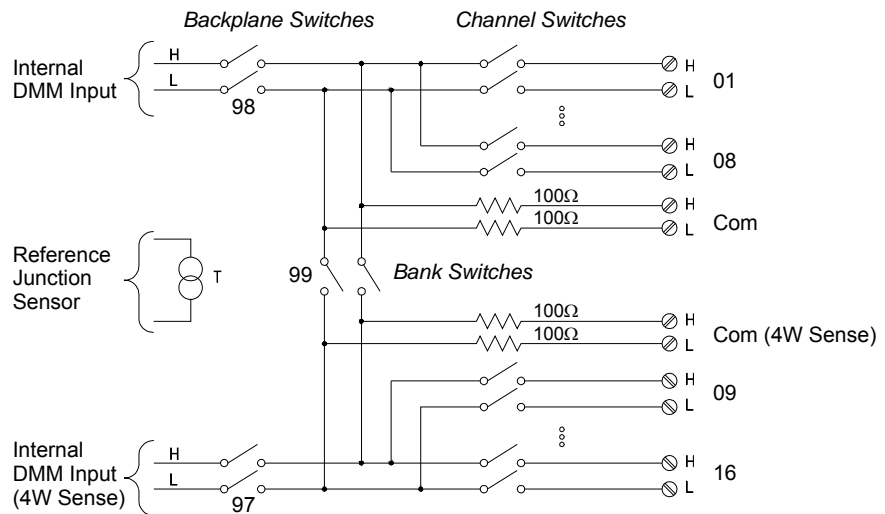 Backplane Switches
Channel Switches
Internal
DMM Input
H
L
98
H
L
01
H
L
08
100Ω
100Ω
H
L
Com
Reference
Junction
Sensor
T
99
Bank Switches
100Ω
100Ω
H
L
Com (4W Sense)
H
L
09
Internal
DMM Input
(4W Sense)
H
L
97
H
L
16